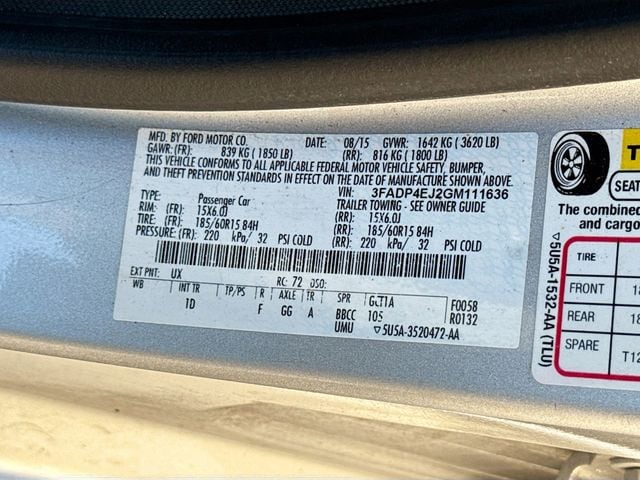 MFD. BY FORD MOTOR CO. DATE: 08/15 GVWR: 1642 KG ( 3620 LB)
GAWR: (FR): 839 KG ( 1850 LB) (RR): 816 KG ( 1800 LB)
THIS VEHICLE CONFORMS TO ALL APPLICABLE FEDERAL MOTOR VEHICLE SAFETY, BUMPER,
AND THEFT PREVENTION STANDARDS IN EFFECT ON THE DATE OF MANUFACTURE SHOWN ABOVE.
VIN: 3FADP4EJ2GM111636
TYPE: Passenger Car TRAILER TOWING - SEE OWNER GUIDE
RIM: (FR): 15X6.0J (RR): 15X6.0J
TIRE: (FR): 185/60R15 84H (RR): 185/60R15 84H
PRESSURE: (FR): 220 kPa/ 32 PSI COLD (RR): 220 kPa/ 32 PSI COLD
EXT PNT: UX RC: 72 DSO:
WB INT TR TP/PS R AXLE TR SPR G11A F0058
1D F GG A BBCC 105 R0132
UMU ▽5U5A-3520472-AA
T
SEAT
The combined
and cargo
▽5U5A-1532-AA (TLU)
TIRE
FRONT 18
REAR 18
SPARE T12